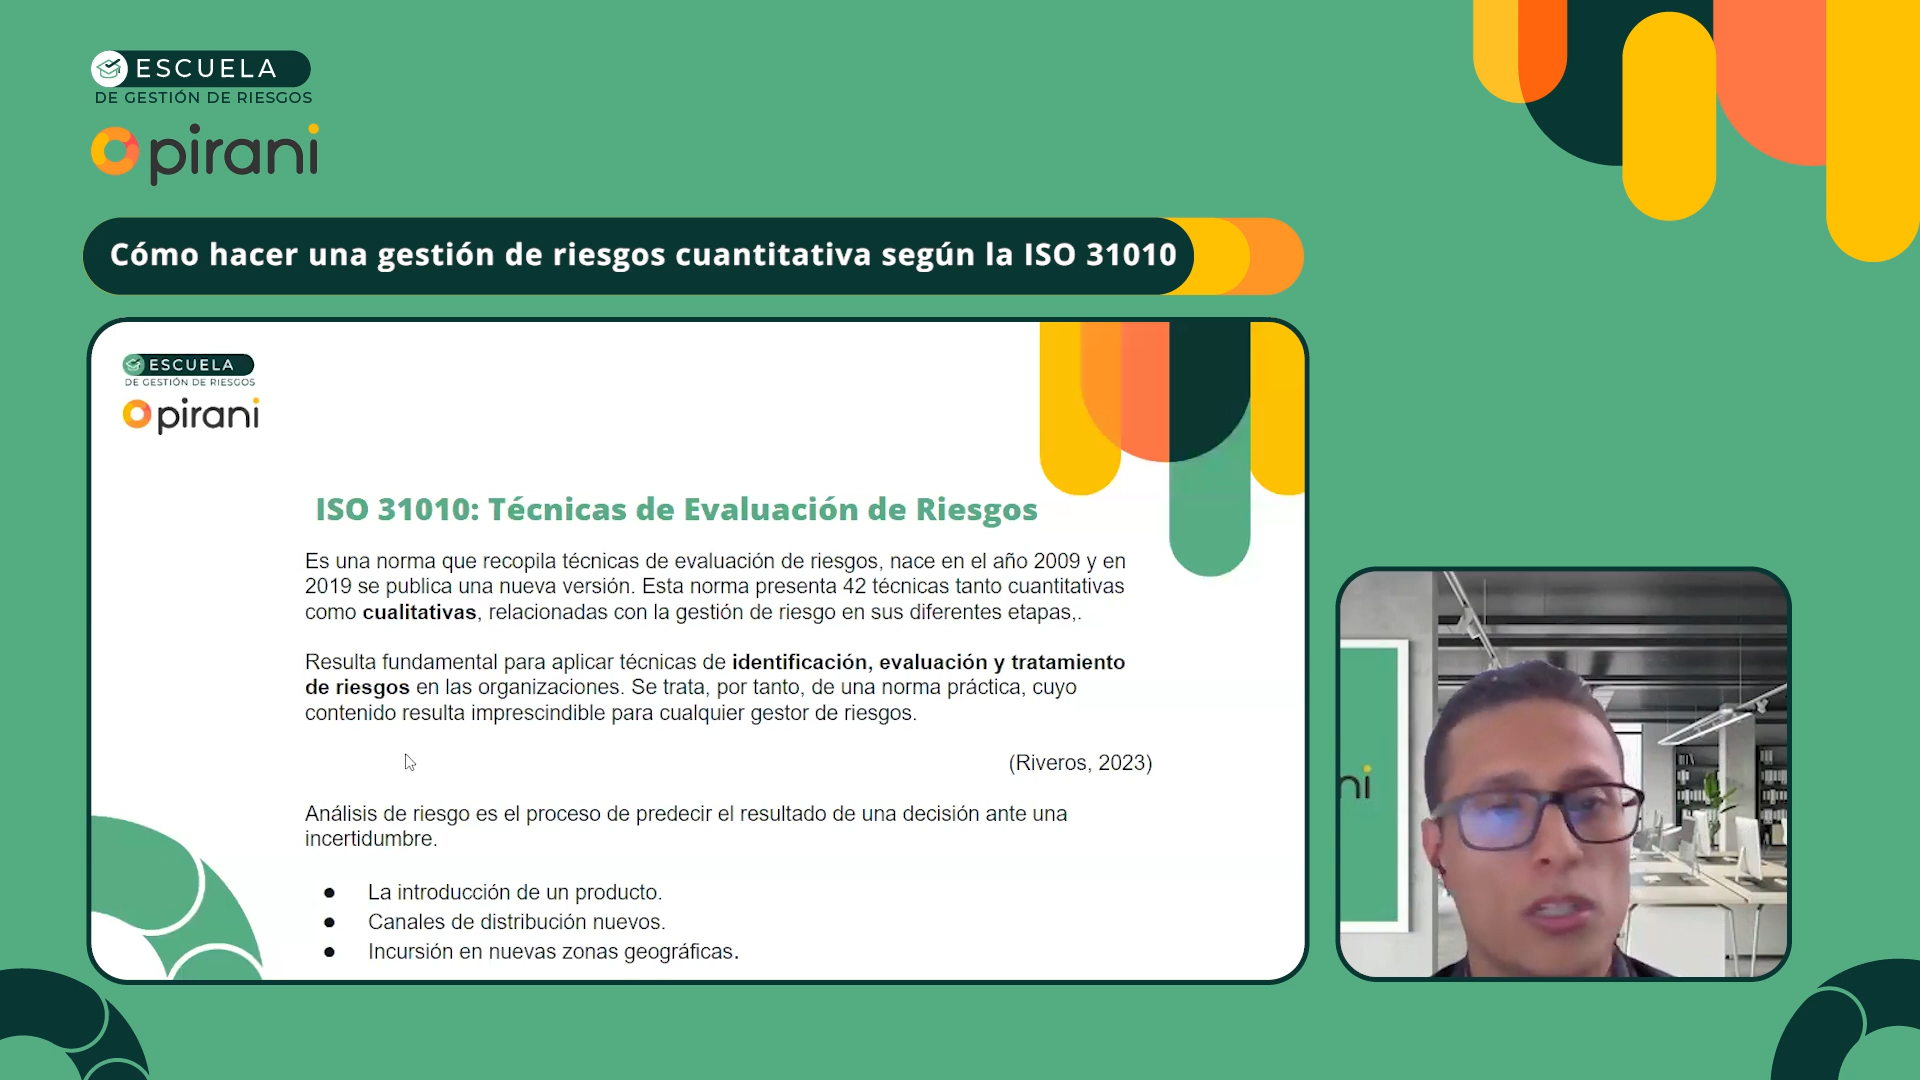 ESCUELA
DE GESTIÓN DE RIESGOS
pirani
Cómo hacer una gestión de riesgos cuantitativa según la ISO 31010
ESCUELA
DE GESTIÓN DE RIESGOS
pirani
ISO 31010: Técnicas de Evaluación de Riesgos
Es una norma que recopila técnicas de evaluación de riesgos, nace en el año 2009 y en
2019 se publica una nueva versión. Esta norma presenta 42 técnicas tanto cuantitativas
como cualitativas, relacionadas con la gestión de riesgo en sus diferentes etapas,.
Resulta fundamental para aplicar técnicas de identificación, evaluación y tratamiento
de riesgos en las organizaciones. Se trata, por tanto, de una norma práctica, cuyo
contenido resulta imprescindible para cualquier gestor de riesgos.
(Riveros, 2023)
Análisis de riesgo es el proceso de predecir el resultado de una decisión ante una
incertidumbre.
● La introducción de un producto.
● Canales de distribución nuevos.
● Incursión en nuevas zonas geográficas.
ni